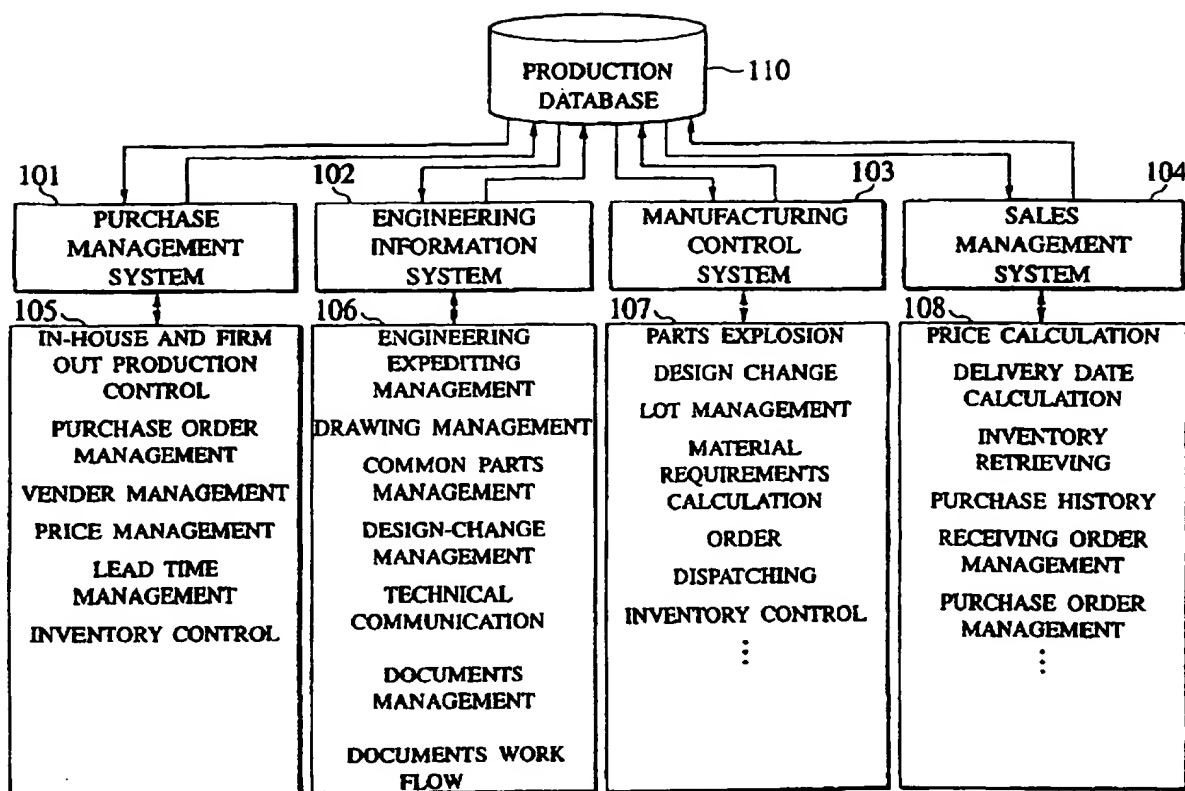 PRODUCTION
DATABASE
110
101
PURCHASE
MANAGEMENT
SYSTEM
102
ENGINEERING
INFORMATION
SYSTEM
103
MANUFACTURING
CONTROL
SYSTEM
104
SALES
MANAGEMENT
SYSTEM
105
IN-HOUSE AND FIRM
OUT PRODUCTION
CONTROL
PURCHASE ORDER
MANAGEMENT
VENDER MANAGEMENT
PRICE MANAGEMENT
LEAD TIME
MANAGEMENT
INVENTORY CONTROL
106
ENGINEERING
EXPEDITING
MANAGEMENT
DRAWING MANAGEMENT
COMMON PARTS
MANAGEMENT
DESIGN-CHANGE
MANAGEMENT
TECHNICAL
COMMUNICATION
DOCUMENTS
MANAGEMENT
DOCUMENTS WORK
FLOW
107
PARTS EXPLOSION
DESIGN CHANGE
LOT MANAGEMENT
MATERIAL
REQUIREMENTS
CALCULATION
ORDER
DISPATCHING
INVENTORY CONTROL
⋮
108
PRICE CALCULATION
DELIVERY DATE
CALCULATION
INVENTORY
RETRIEVING
PURCHASE HISTORY
RECEIVING ORDER
MANAGEMENT
PURCHASE ORDER
MANAGEMENT
⋮